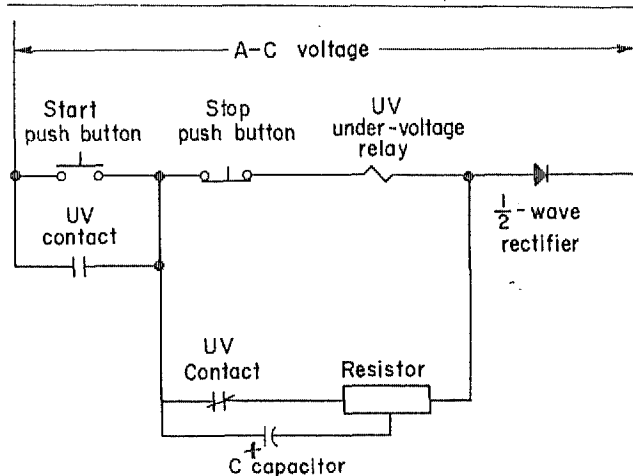 A-C voltage
Start
push button
Stop
push button
UV
under-voltage
relay
UV
contact
1/2-wave
rectifier
UV
Contact
Resistor
+
C capacitor